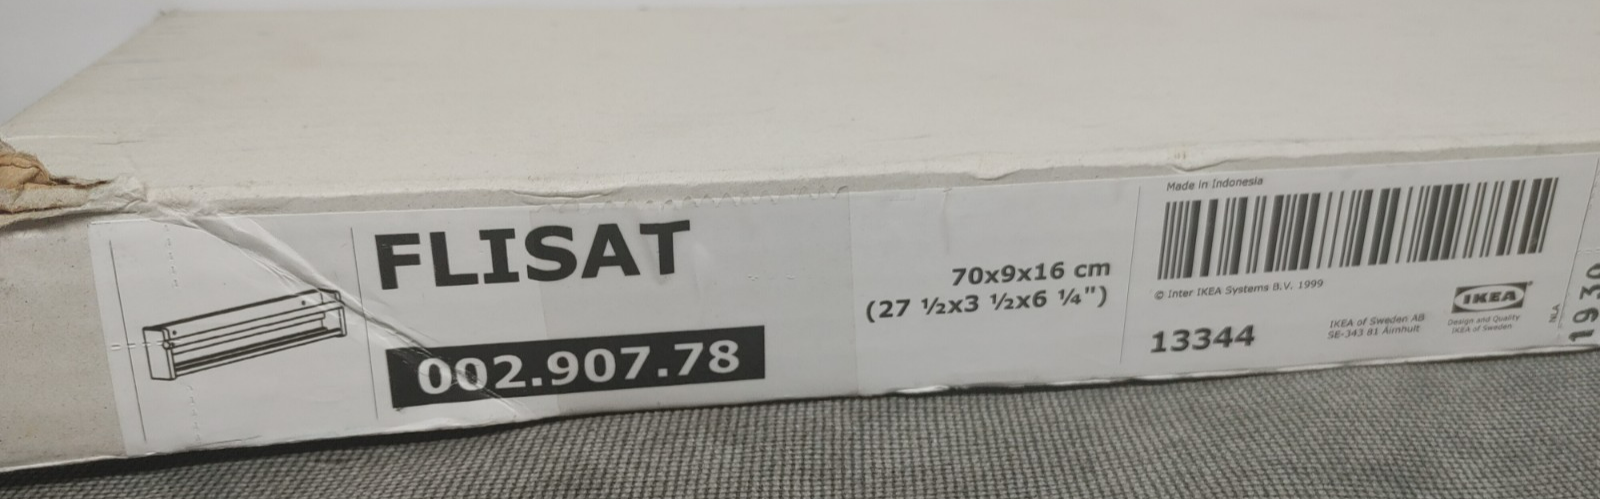 FLISAT
002.907.78
70x9x16 cm
(27 ½x3 ½x6 ¼")
Made in Indonesia
© Inter IKEA Systems B.V. 1999
13344
IKEA of Sweden AB
SE-343 81 Älmhult
IKEA
Design and Quality
IKEA of Sweden
1930